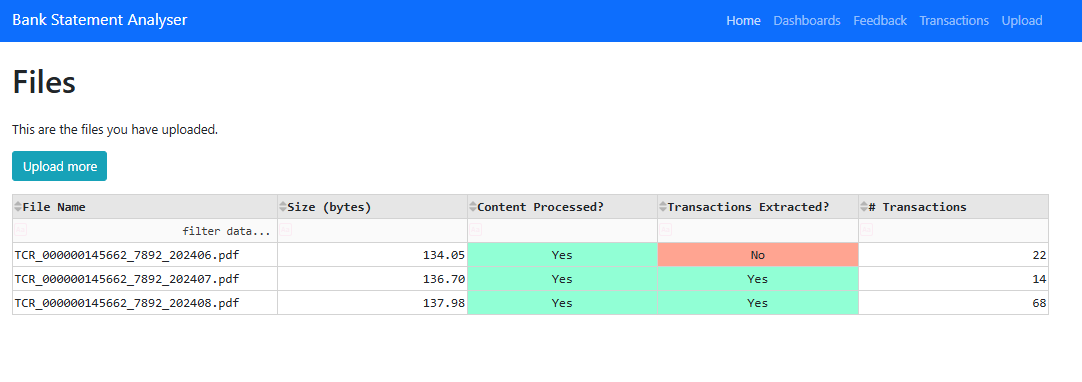 Bank Statement Analyser Home Dashboards Feedback Transactions Upload
Files
This are the files you have uploaded.
Upload more
File Name Size (bytes) Content Processed? Transactions Extracted? # Transactions
filter data...
TCR_000000145662_7892_202406.pdf 134.05 Yes No 22
TCR_000000145662_7892_202407.pdf 136.70 Yes Yes 14
TCR_000000145662_7892_202408.pdf 137.98 Yes Yes 68